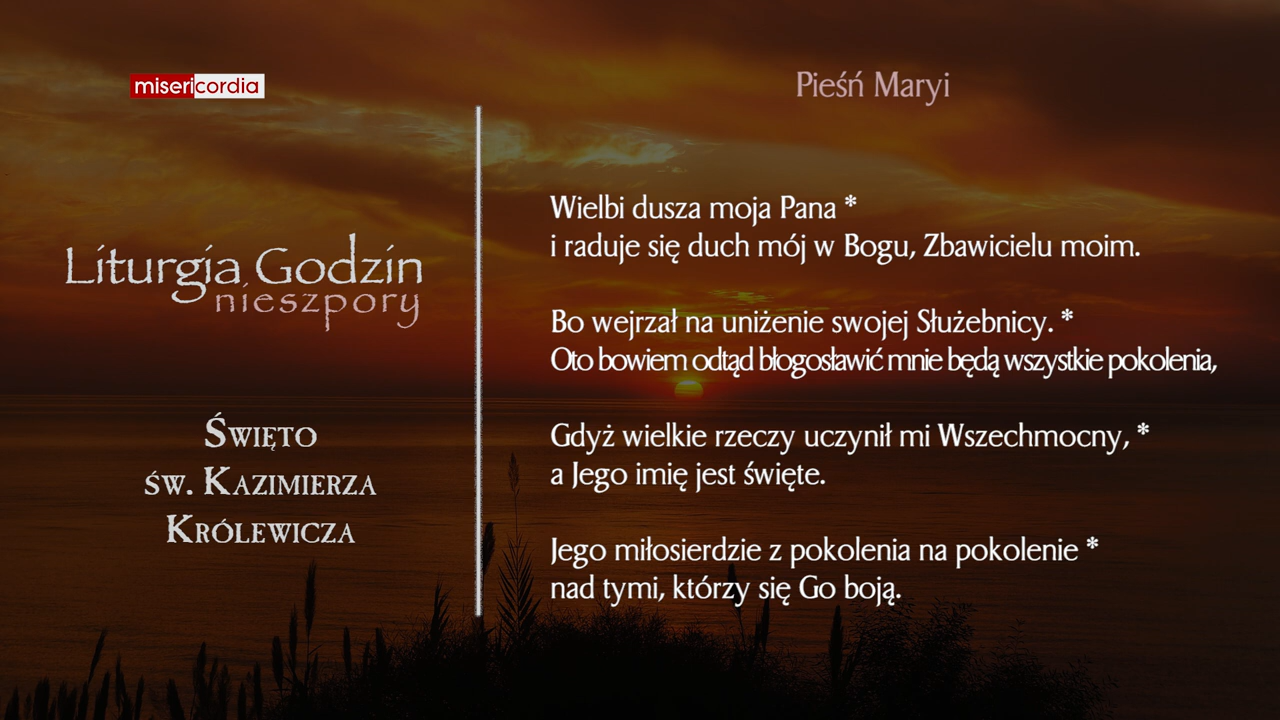 misericordia
Liturgia Godzin
nieszpory
Święto
św. Kazimierza
Królewicza
Pieśń Maryi
Wielbi dusza moja Pana *
i raduje się duch mój w Bogu, Zbawicielu moim.
Bo wejrzał na uniżenie swojej Służebnicy. *
Oto bowiem odtąd błogosławić mnie będą wszystkie pokolenia,
Gdyż wielkie rzeczy uczynił mi Wszechmocny, *
a Jego imię jest święte.
Jego miłosierdzie z pokolenia na pokolenie *
nad tymi, którzy się Go boją.